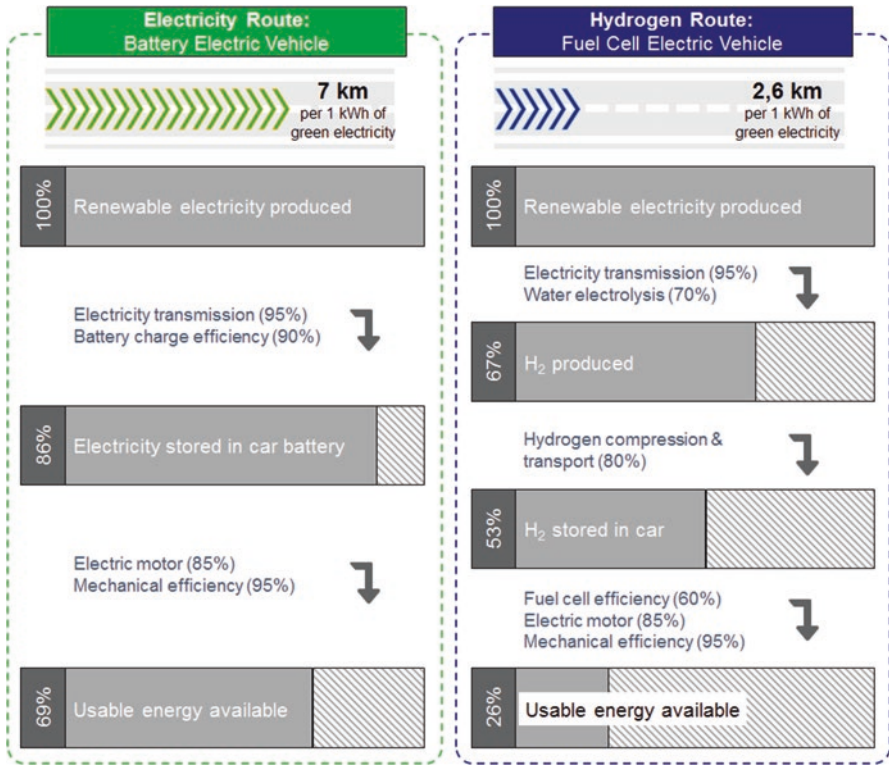 Electricity Route:
Battery Electric Vehicle
7 km
per 1 kWh of
green electricity
100%
Renewable electricity produced
Electricity transmission (95%)
Battery charge efficiency (90%)
86%
Electricity stored in car battery
Electric motor (85%)
Mechanical efficiency (95%)
69%
Usable energy available
Hydrogen Route:
Fuel Cell Electric Vehicle
2,6 km
per 1 kWh of
green electricity
100%
Renewable electricity produced
Electricity transmission (95%)
Water electrolysis (70%)
67%
H₂ produced
Hydrogen compression &
transport (80%)
53%
H₂ stored in car
Fuel cell efficiency (60%)
Electric motor (85%)
Mechanical efficiency (95%)
26%
Usable energy available